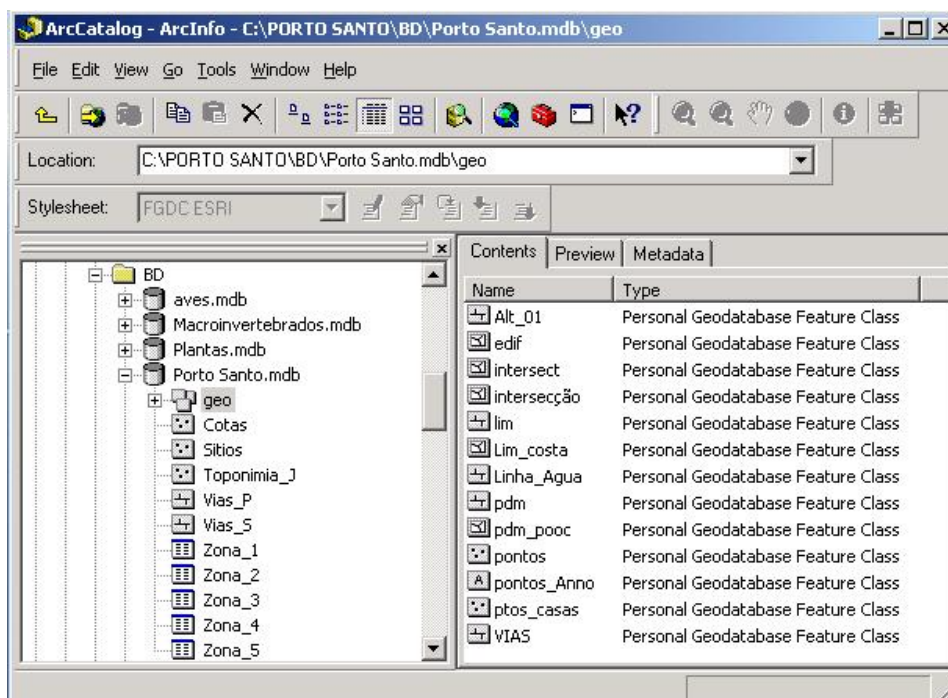 ArcCatalog - ArcInfo - C:\PORTO SANTO\BD\Porto Santo.mdb\geo
File Edit View Go Tools Window Help
Location: C:\PORTO SANTO\BD\Porto Santo.mdb\geo
Stylesheet: FGDC ESRI
BD
aves.mdb
Macroinvertebrados.mdb
Plantas.mdb
Porto Santo.mdb
geo
Cotas
Sitios
Toponimia_J
Vias_P
Vias_S
Zona_1
Zona_2
Zona_3
Zona_4
Zona_5
Contents Preview Metadata
Name Type
Alt_01 Personal Geodatabase Feature Class
edif Personal Geodatabase Feature Class
intersect Personal Geodatabase Feature Class
intersecção Personal Geodatabase Feature Class
lim Personal Geodatabase Feature Class
Lim_costa Personal Geodatabase Feature Class
Linha_Agua Personal Geodatabase Feature Class
pdm Personal Geodatabase Feature Class
pdm_pooc Personal Geodatabase Feature Class
pontos Personal Geodatabase Feature Class
A pontos_Anno Personal Geodatabase Feature Class
ptos_casas Personal Geodatabase Feature Class
VIAS Personal Geodatabase Feature Class